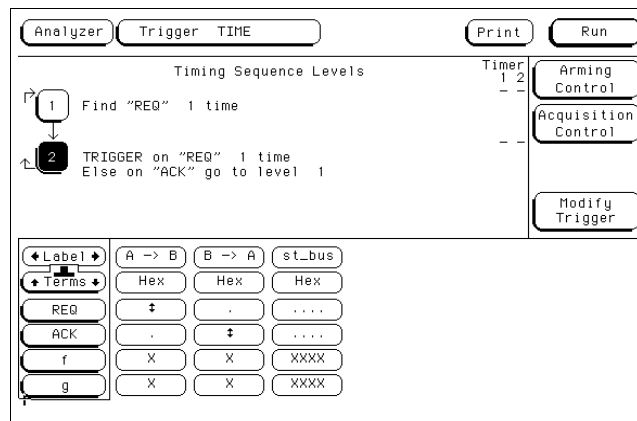 Analyzer Trigger TIME Print Run
Timing Sequence Levels
Timer
1 2
Arming
Control
1 Find "REQ" 1 time
Acquisition
Control
2 TRIGGER on "REQ" 1 time
Else on "ACK" go to level 1
Modify
Trigger
Label A -> B B -> A st_bus
Terms Hex Hex Hex
REQ ↕ . ....
ACK . ↕ ....
f X X XXXX
g X X XXXX